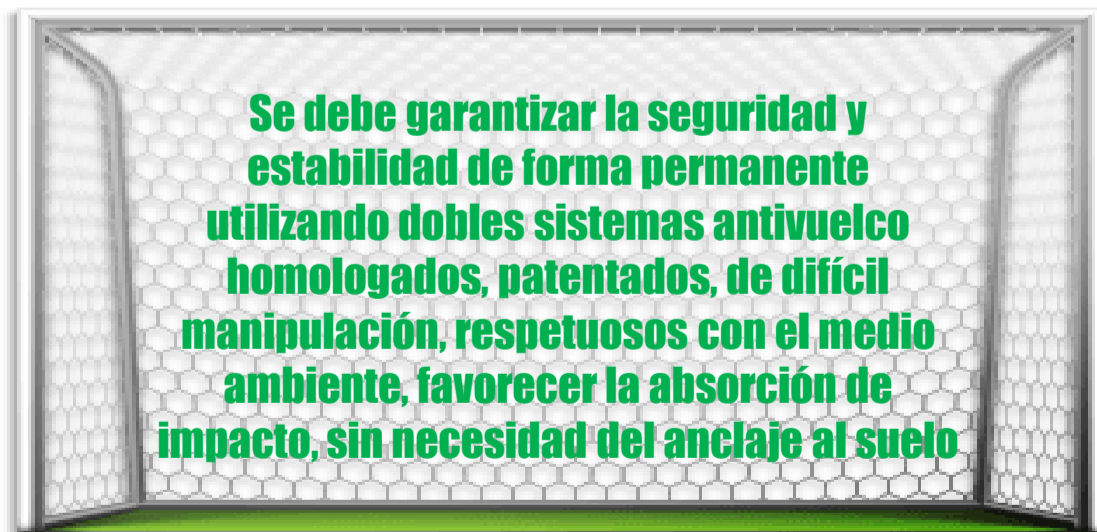 Se debe garantizar la seguridad y
estabilidad de forma permanente
utilizando dobles sistemas antivuelco
homologados, patentados, de difícil
manipulación, respetuosos con el medio
ambiente, favorecer la absorción de
impacto, sin necesidad del anclaje al suelo